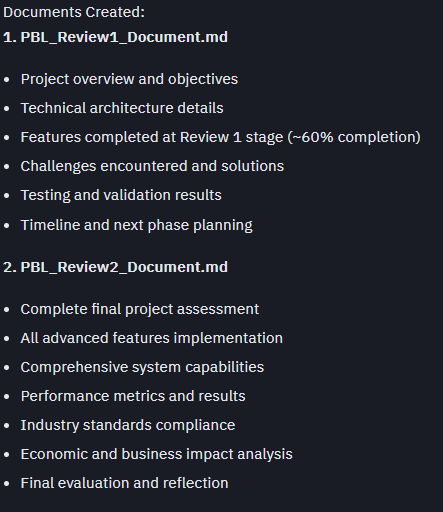 Documents Created:
1. PBL_Review1_Document.md
• Project overview and objectives
• Technical architecture details
• Features completed at Review 1 stage (~60% completion)
• Challenges encountered and solutions
• Testing and validation results
• Timeline and next phase planning
2. PBL_Review2_Document.md
• Complete final project assessment
• All advanced features implementation
• Comprehensive system capabilities
• Performance metrics and results
• Industry standards compliance
• Economic and business impact analysis
• Final evaluation and reflection